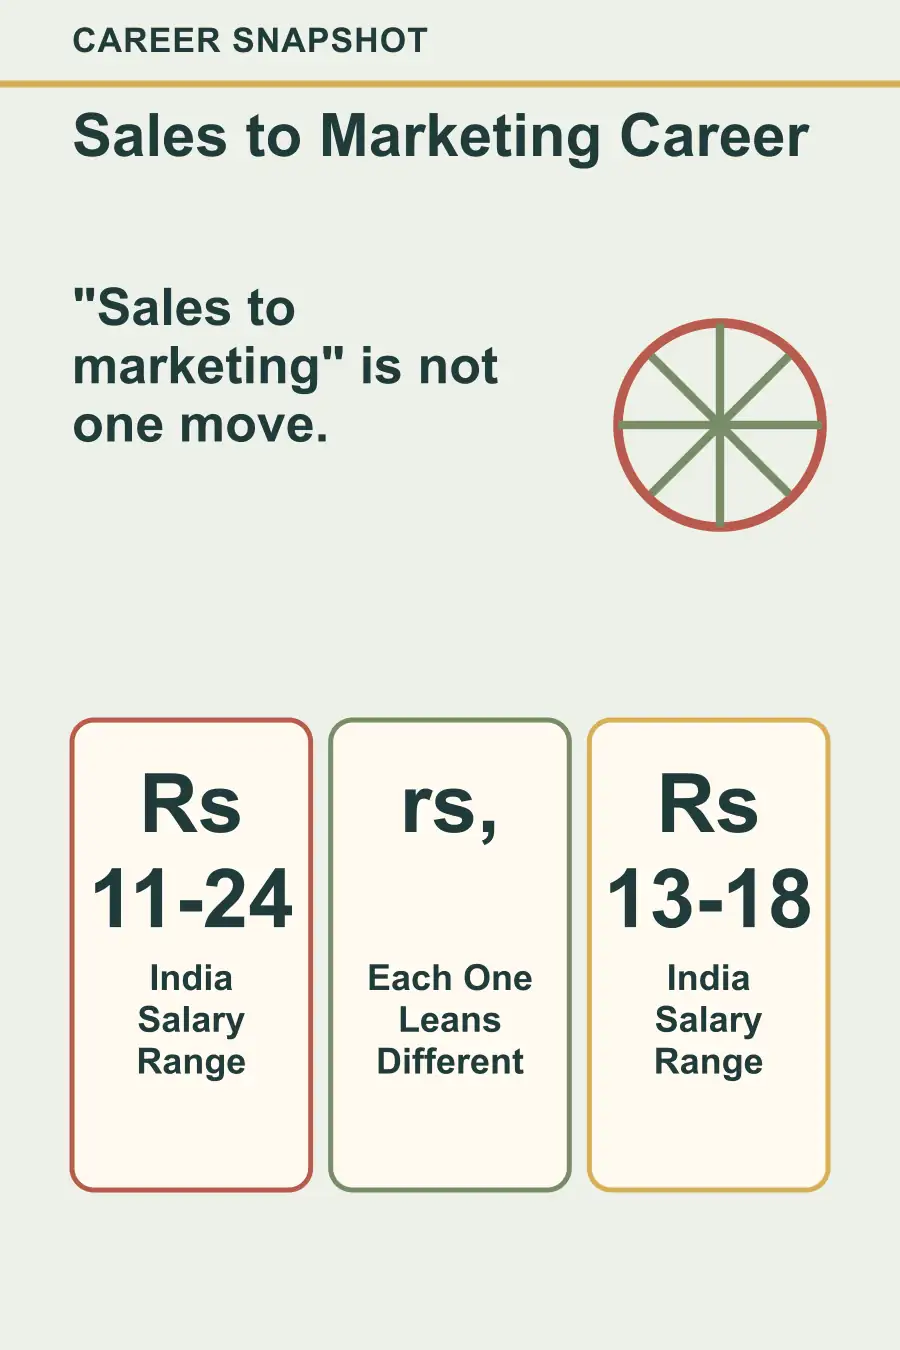 CAREER SNAPSHOT
Sales to Marketing Career
"Sales to
marketing" is not
one move.
Rs
11-24
India
Salary
Range
rs,
Each One
Leans
Different
Rs
13-18
India
Salary
Range